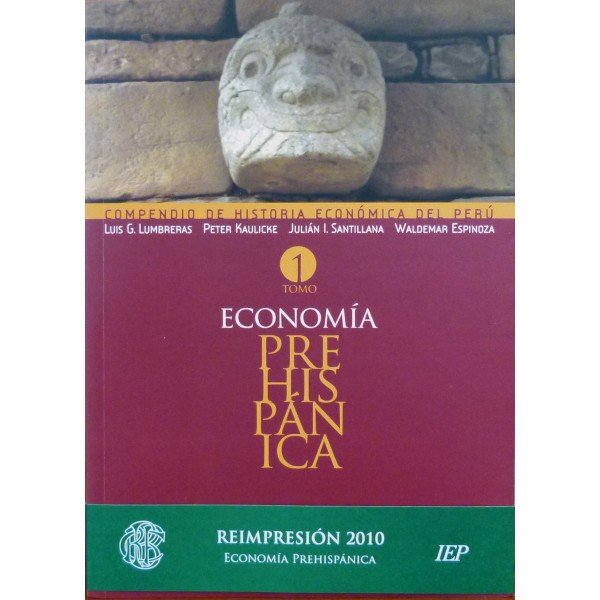 COMPENDIO DE HISTORIA ECONÓMICA DEL PERÚ
LUIS G. LUMBRERAS PETER KAULICKE JULIÁN I. SANTILLANA WALDEMAR ESPINOZA
1
TOMO
ECONOMÍA
PRE
HIS
PÁN
ICA
REIMPRESIÓN 2010
ECONOMÍA PREHISPÁNICA
IEP